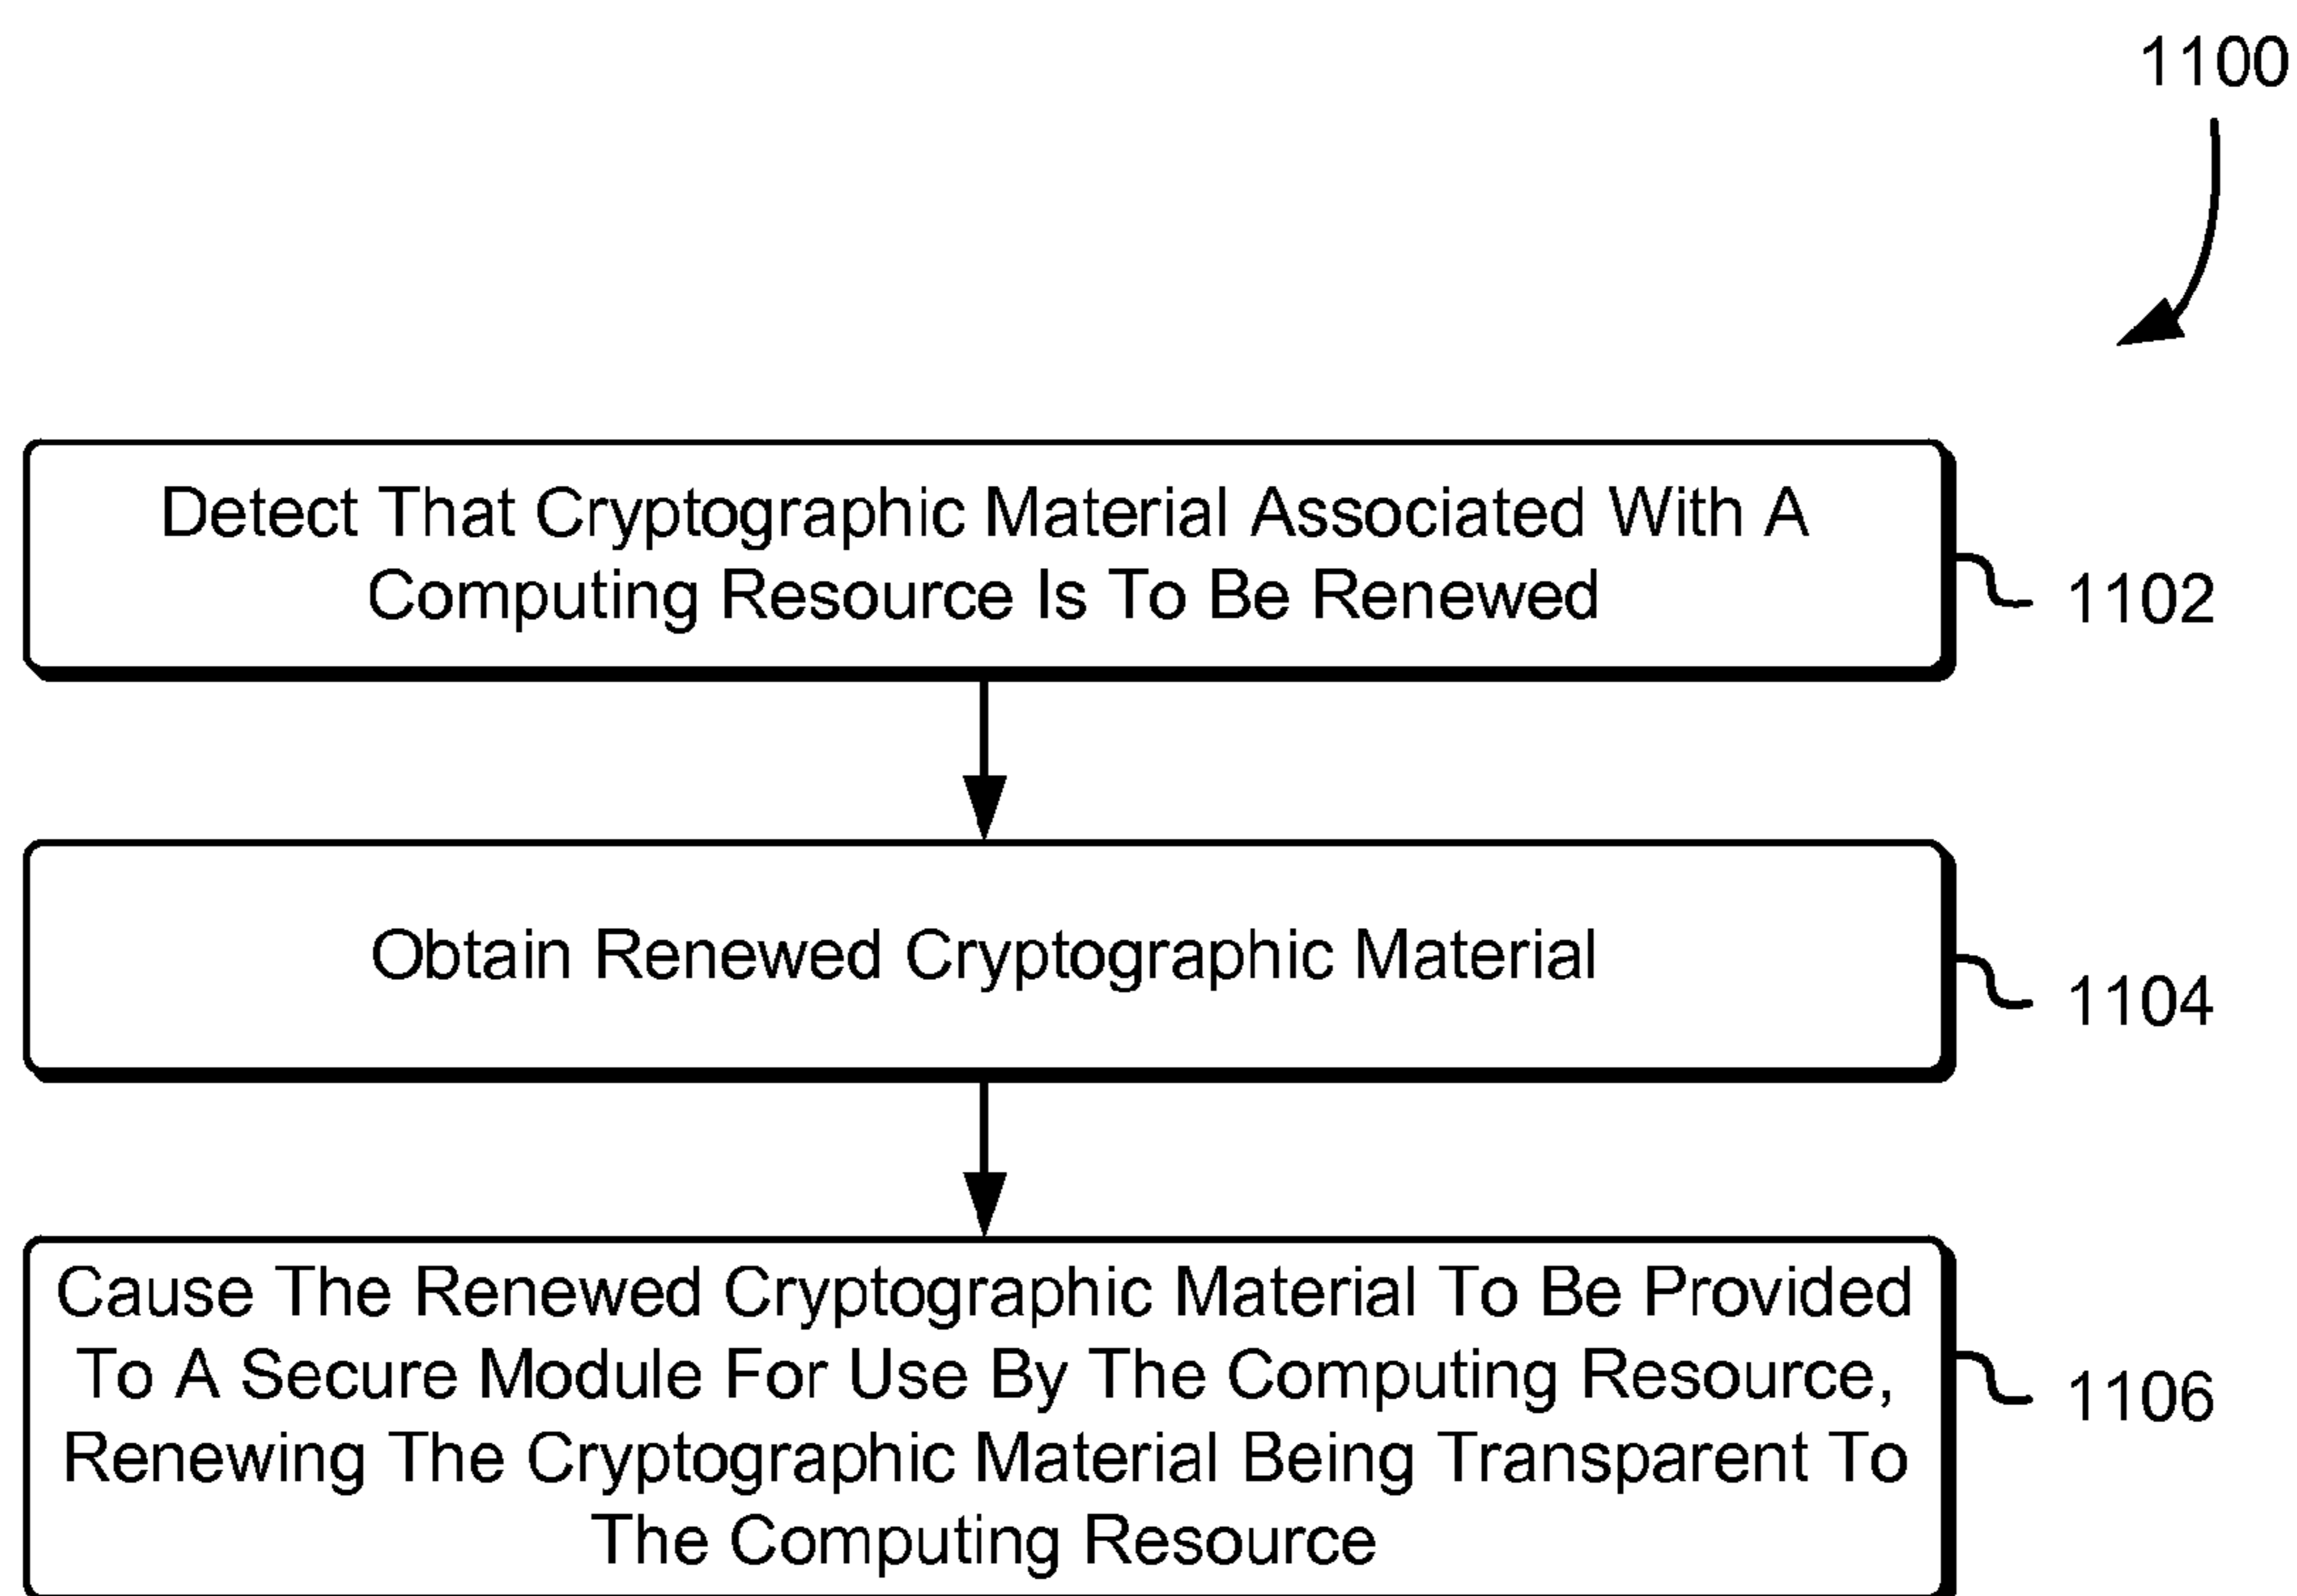 1100
Detect That Cryptographic Material Associated With A
Computing Resource Is To Be Renewed
1102
Obtain Renewed Cryptographic Material
1104
Cause The Renewed Cryptographic Material To Be Provided
To A Secure Module For Use By The Computing Resource,
Renewing The Cryptographic Material Being Transparent To
The Computing Resource
1106